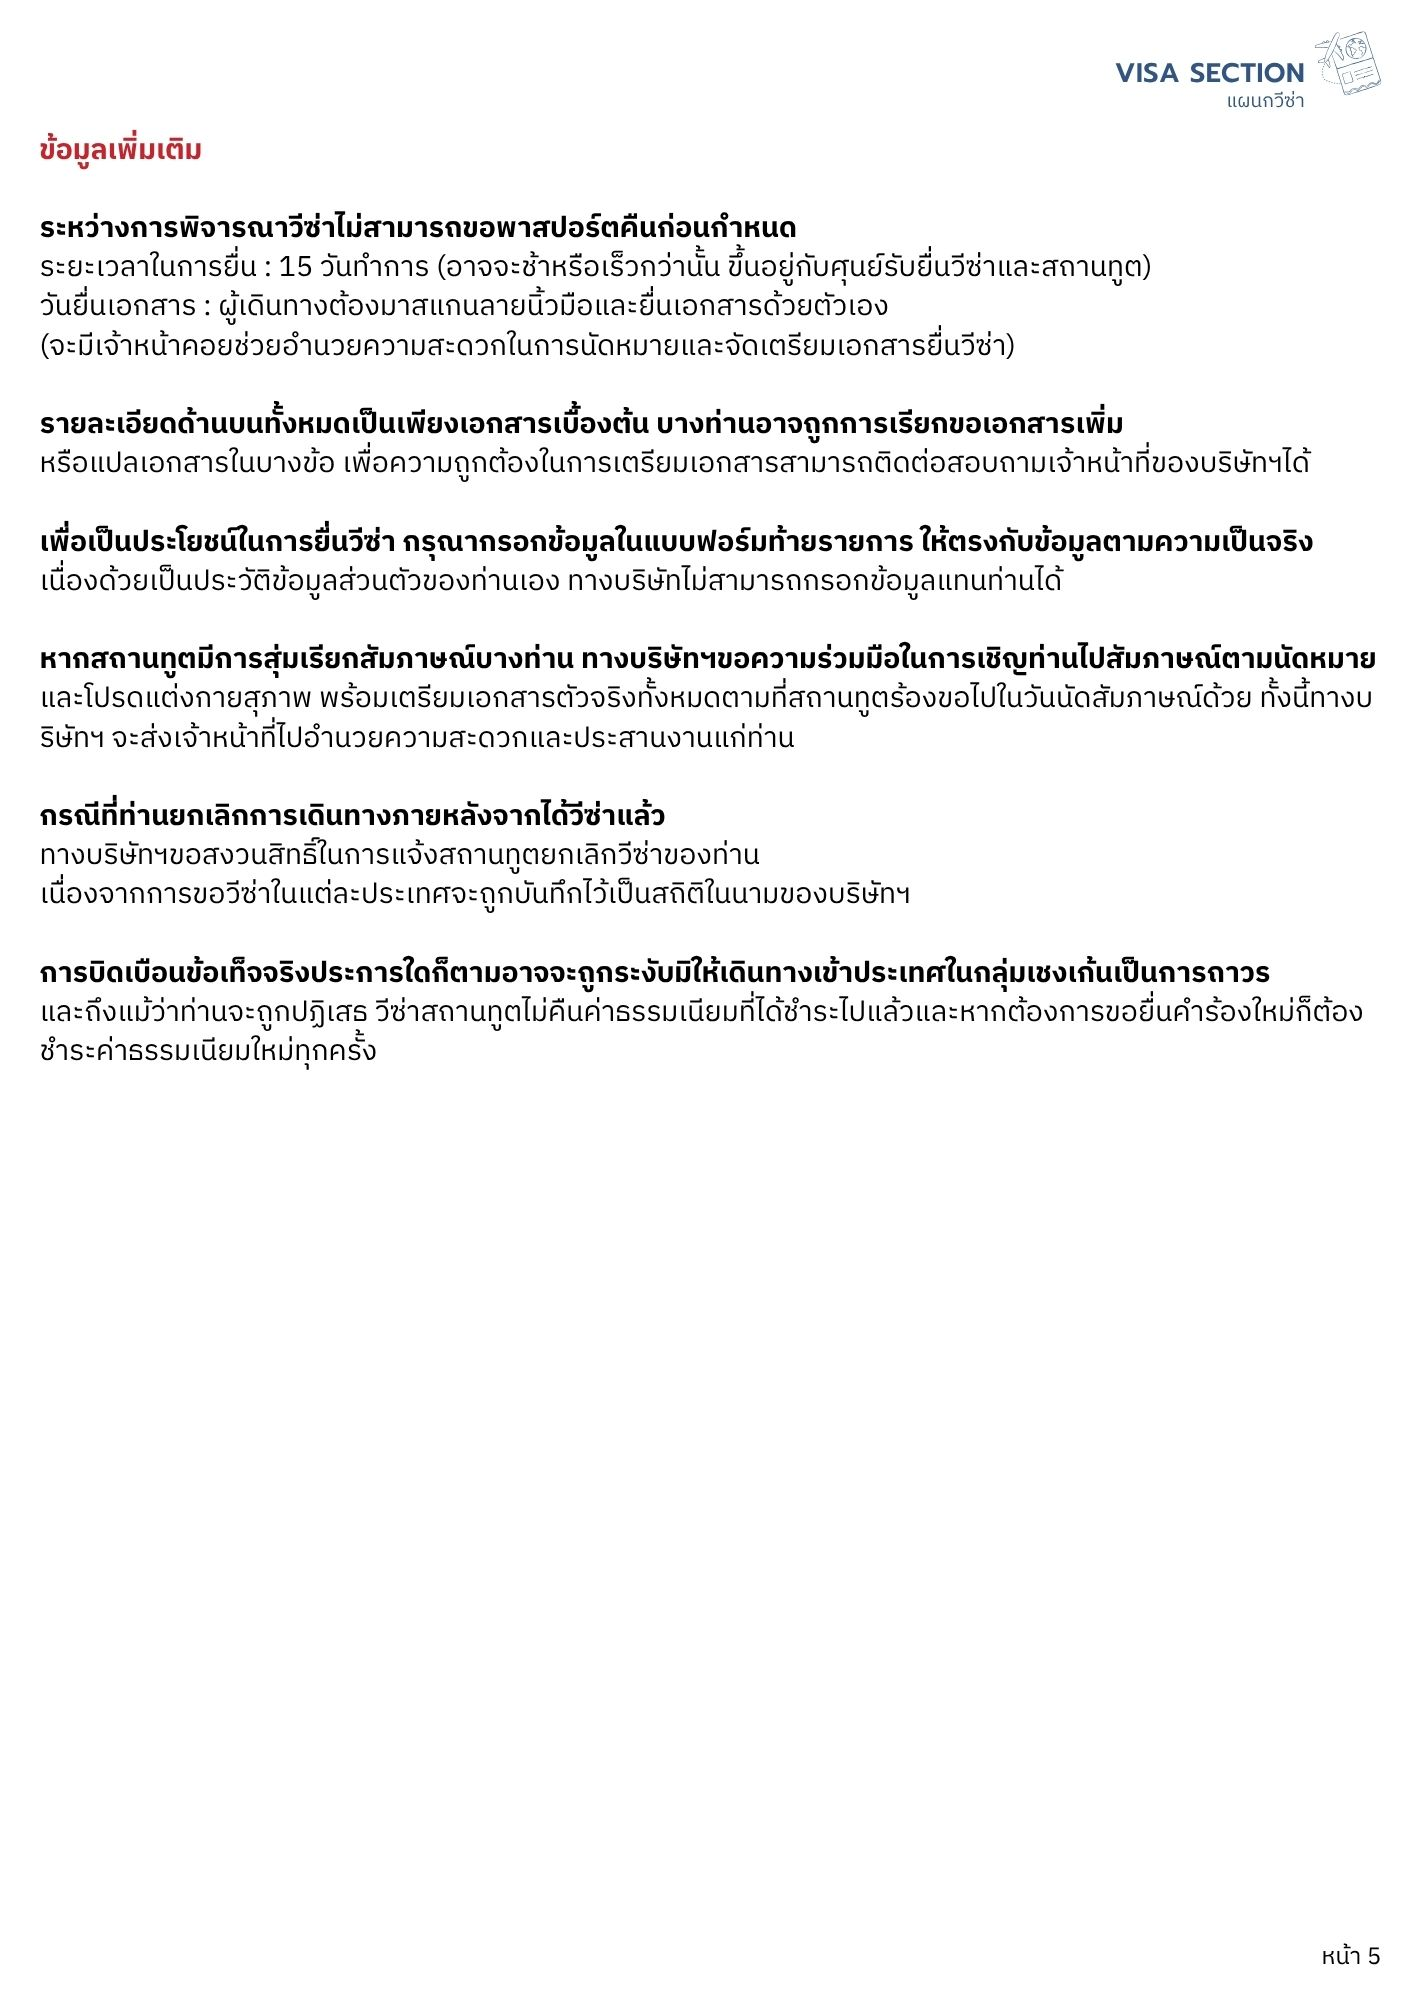 VISA SECTION
แผนกวีซ่า
ข้อมูลเพิ่มเติม
ระหว่างการพิจารณาวีซ่าไม่สามารถขอพาสปอร์ตคืนก่อนกำหนด
ระยะเวลาในการยื่น : 15 วันทำการ (อาจจะช้าหรือเร็วกว่านั้น ขึ้นอยู่กับศุนย์รับยื่นวีซ่าและสถานทูต)
วันยื่นเอกสาร : ผู้เดินทางต้องมาสแกนลายนิ้วมือและยื่นเอกสารด้วยตัวเอง
(จะมีเจ้าหน้าคอยช่วยอำนวยความสะดวกในการนัดหมายและจัดเตรียมเอกสารยื่นวีซ่า)
รายละเอียดด้านบนทั้งหมดเป็นเพียงเอกสารเบื้องต้น บางท่านอาจถูกการเรียกขอเอกสารเพิ่ม
หรือแปลเอกสารในบางข้อ เพื่อความถูกต้องในการเตรียมเอกสารสามารถติดต่อสอบถามเจ้าหน้าที่ของบริษัทฯได้
เพื่อเป็นประโยชน์ในการยื่นวีซ่า กรุณากรอกข้อมูลในแบบฟอร์มท้ายรายการ ให้ตรงกับข้อมูลตามความเป็นจริง
เนื่องด้วยเป็นประวัติข้อมูลส่วนตัวของท่านเอง ทางบริษัทไม่สามารถกรอกข้อมูลแทนท่านได้
หากสถานทูตมีการสุ่มเรียกสัมภาษณ์บางท่าน ทางบริษัทฯขอความร่วมมือในการเชิญท่านไปสัมภาษณ์ตามนัดหมาย
และโปรดแต่งกายสุภาพ พร้อมเตรียมเอกสารตัวจริงทั้งหมดตามที่สถานทูตร้องขอไปในวันนัดสัมภาษณ์ด้วย ทั้งนี้ทางบ
ริษัทฯ จะส่งเจ้าหน้าที่ไปอำนวยความสะดวกและประสานงานแก่ท่าน
กรณีที่ท่านยกเลิกการเดินทางภายหลังจากได้วีซ่าแล้ว
ทางบริษัทฯขอสงวนสิทธิ์ในการแจ้งสถานทูตยกเลิกวีซ่าของท่าน
เนื่องจากการขอวีซ่าในแต่ละประเทศจะถูกบันทึกไว้เป็นสถิติในนามของบริษัทฯ
การบิดเบือนข้อเท็จจริงประการใดก็ตามอาจจะถูกระงับมิให้เดินทางเข้าประเทศในกลุ่มเชงเก้นเป็นการถาวร
และถึงแม้ว่าท่านจะถูกปฏิเสธ วีซ่าสถานทูตไม่คืนค่าธรรมเนียมที่ได้ชำระไปแล้วและหากต้องการขอยื่นคำร้องใหม่ก็ต้อง
ชำระค่าธรรมเนียมใหม่ทุกครั้ง
หน้า 5